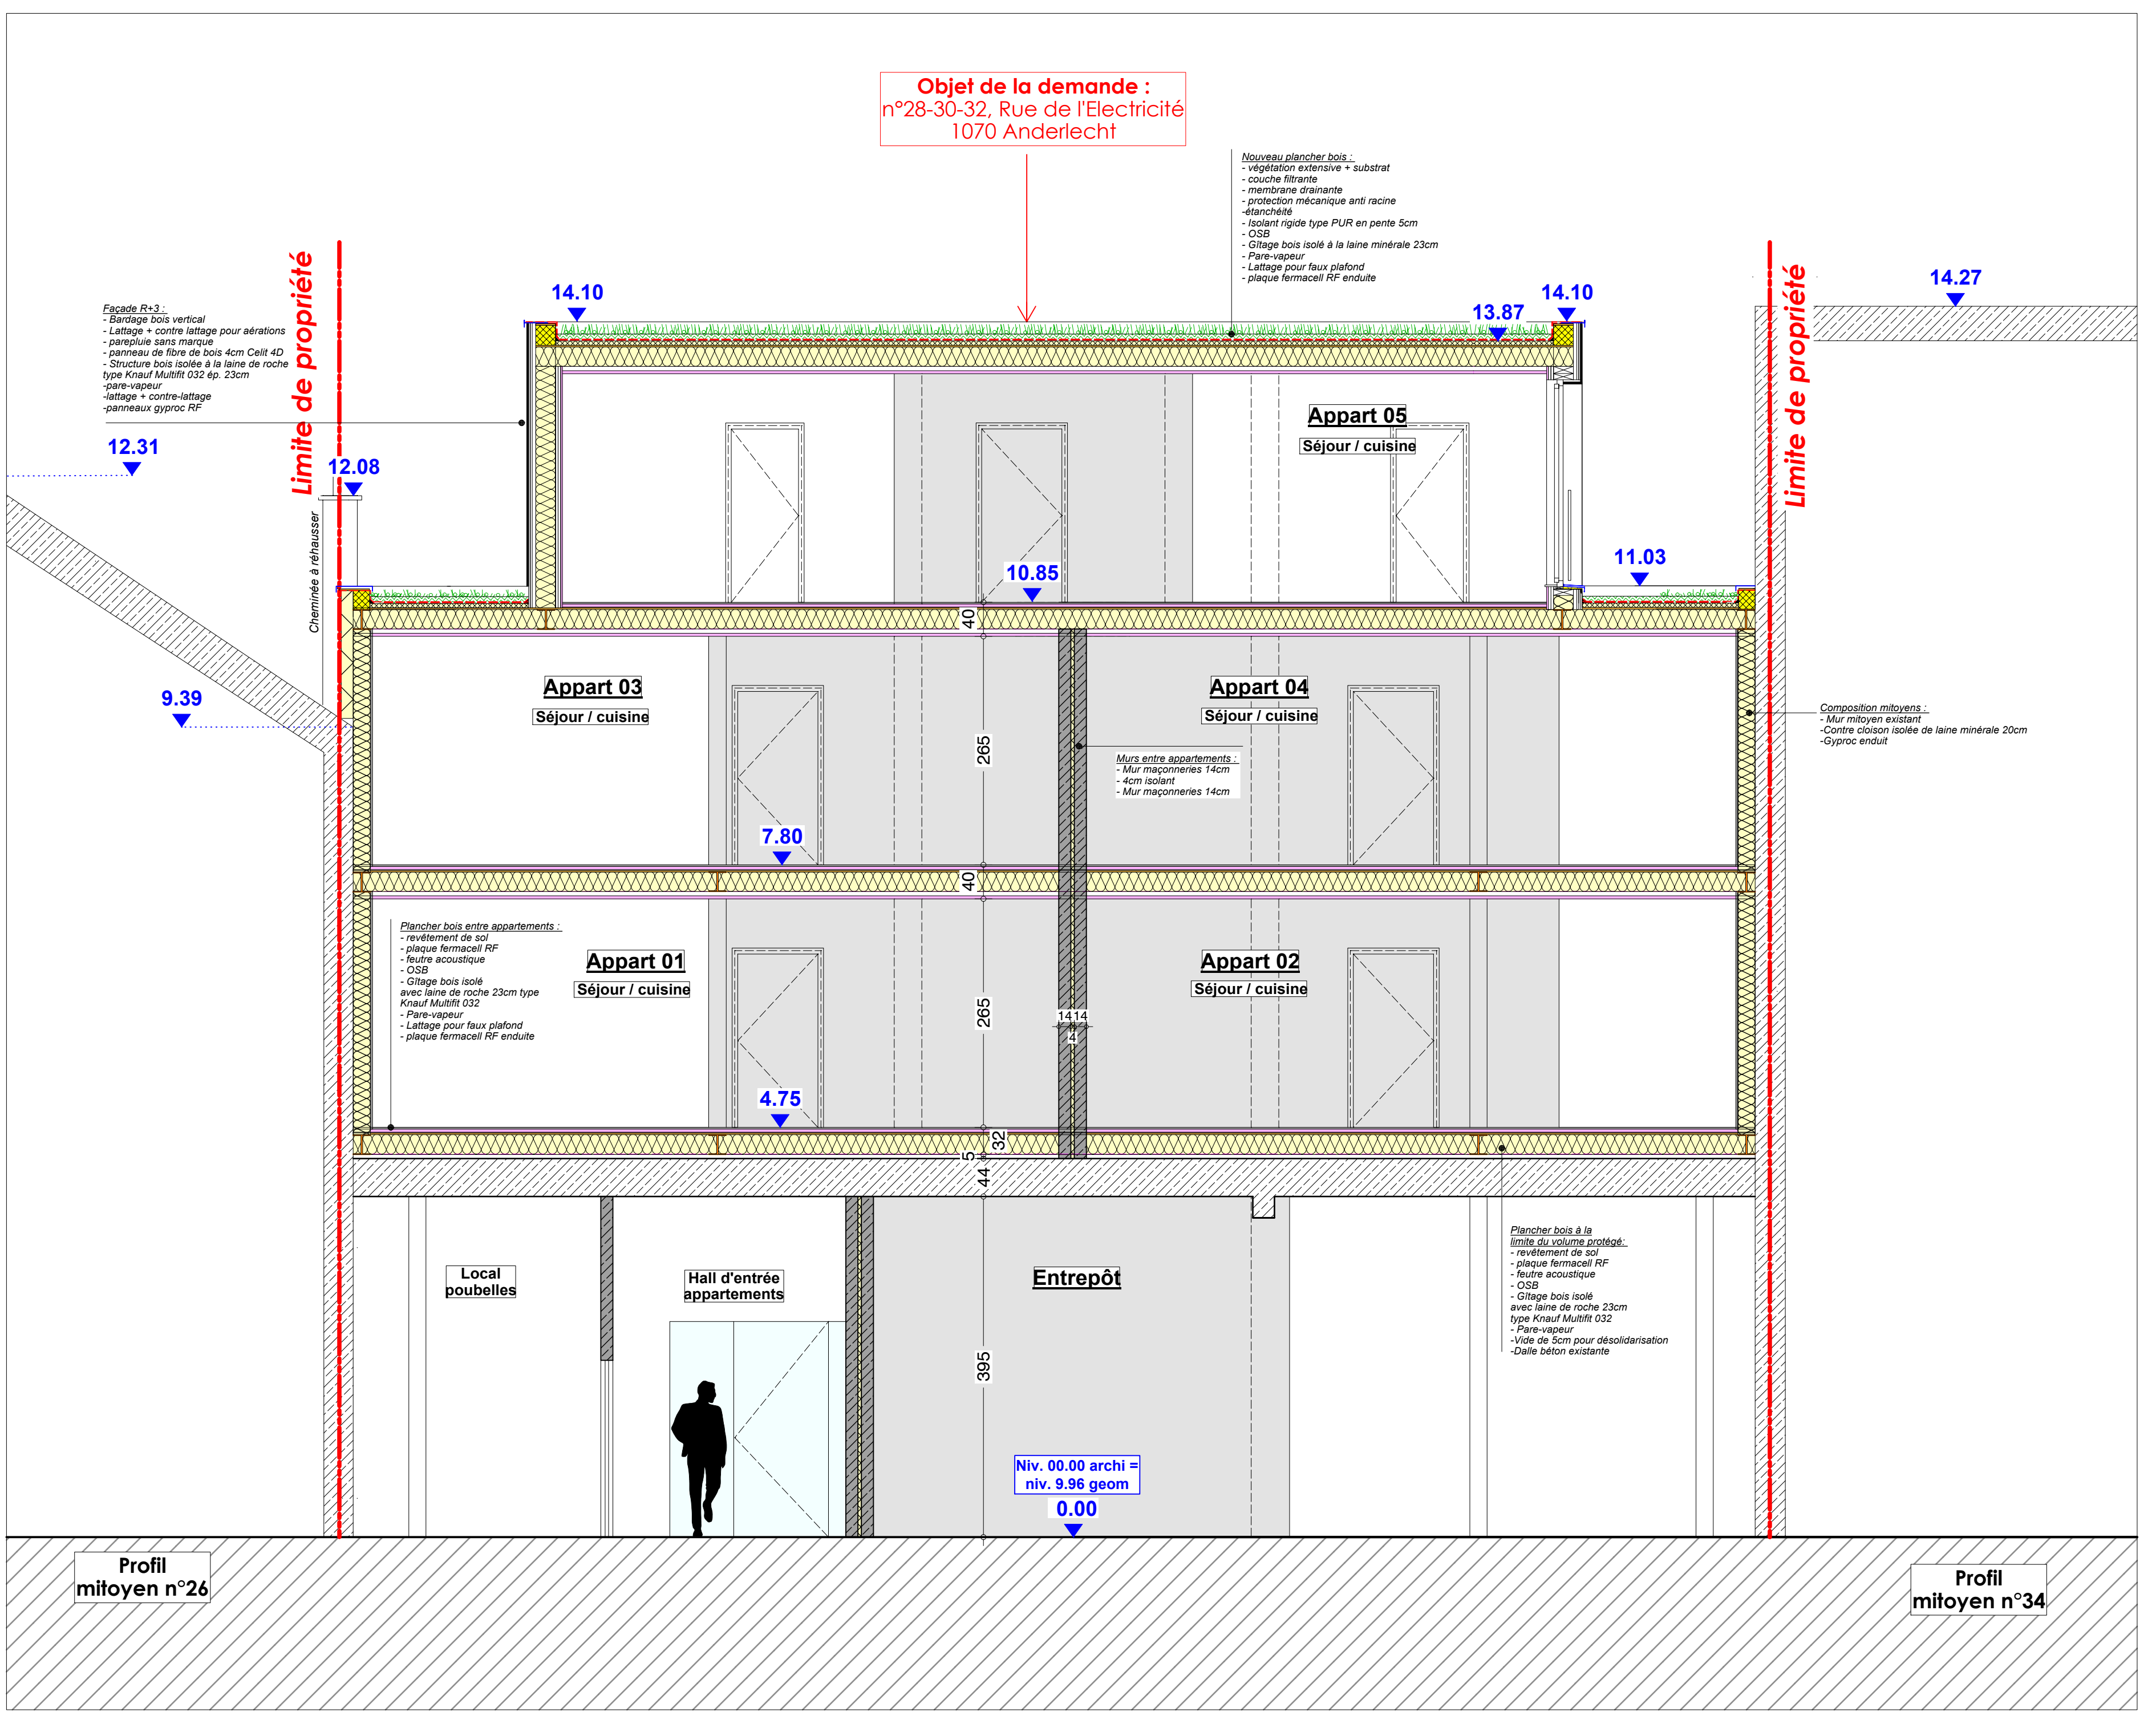 Objet de la demande :
n°28-30-32, Rue de l'Electricité
1070 Anderlecht
Nouveau plancher bois :
- végétation extensive + substrat
- couche filtrante
- membrane drainante
- protection mécanique anti racine
-étanchéité
- Isolant rigide type PUR en pente 5cm
- OSB
- Gîtage bois isolé à la laine minérale 23cm
- Pare-vapeur
- Lattage pour faux plafond
- plaque fermacell RF enduite
Limite de propriété
Limite de propriété
14.10
13.87
14.10
14.27
Façade R+3 :
- Bardage bois vertical
- Lattage + contre lattage pour aérations
- parepluie sans marque
- panneau de fibre de bois 4cm Celit 4D
- Structure bois isolée à la laine de roche
type Knauf Multifit 032 ép. 23cm
-pare-vapeur
-lattage + contre-lattage
-panneaux gyproc RF
12.31
12.08
Cheminée à réhausser
Appart 05
Séjour / cuisine
11.03
10.85
40
9.39
Appart 03
Séjour / cuisine
Appart 04
Séjour / cuisine
265
Murs entre appartements :
- Mur maçonneries 14cm
- 4cm isolant
- Mur maçonneries 14cm
Composition mitoyens :
- Mur mitoyen existant
-Contre cloison isolée de laine minérale 20cm
-Gyproc enduit
7.80
40
Plancher bois entre appartements :
- revêtement de sol
- plaque fermacell RF
- feutre acoustique
- OSB
- Gîtage bois isolé
avec laine de roche 23cm type
Knauf Multifit 032
- Pare-vapeur
- Lattage pour faux plafond
- plaque fermacell RF enduite
Appart 01
Séjour / cuisine
Appart 02
Séjour / cuisine
265
14 14
4
4.75
32
5
44
Local
poubelles
Hall d'entrée
appartements
Entrepôt
395
Plancher bois à la
limite du volume protégé:
- revêtement de sol
- plaque fermacell RF
- feutre acoustique
- OSB
- Gîtage bois isolé
avec laine de roche 23cm
type Knauf Multifit 032
- Pare-vapeur
-Vide de 5cm pour désolidarisation
-Dalle béton existante
Niv. 00.00 archi =
niv. 9.96 geom
0.00
Profil
mitoyen n°26
Profil
mitoyen n°34